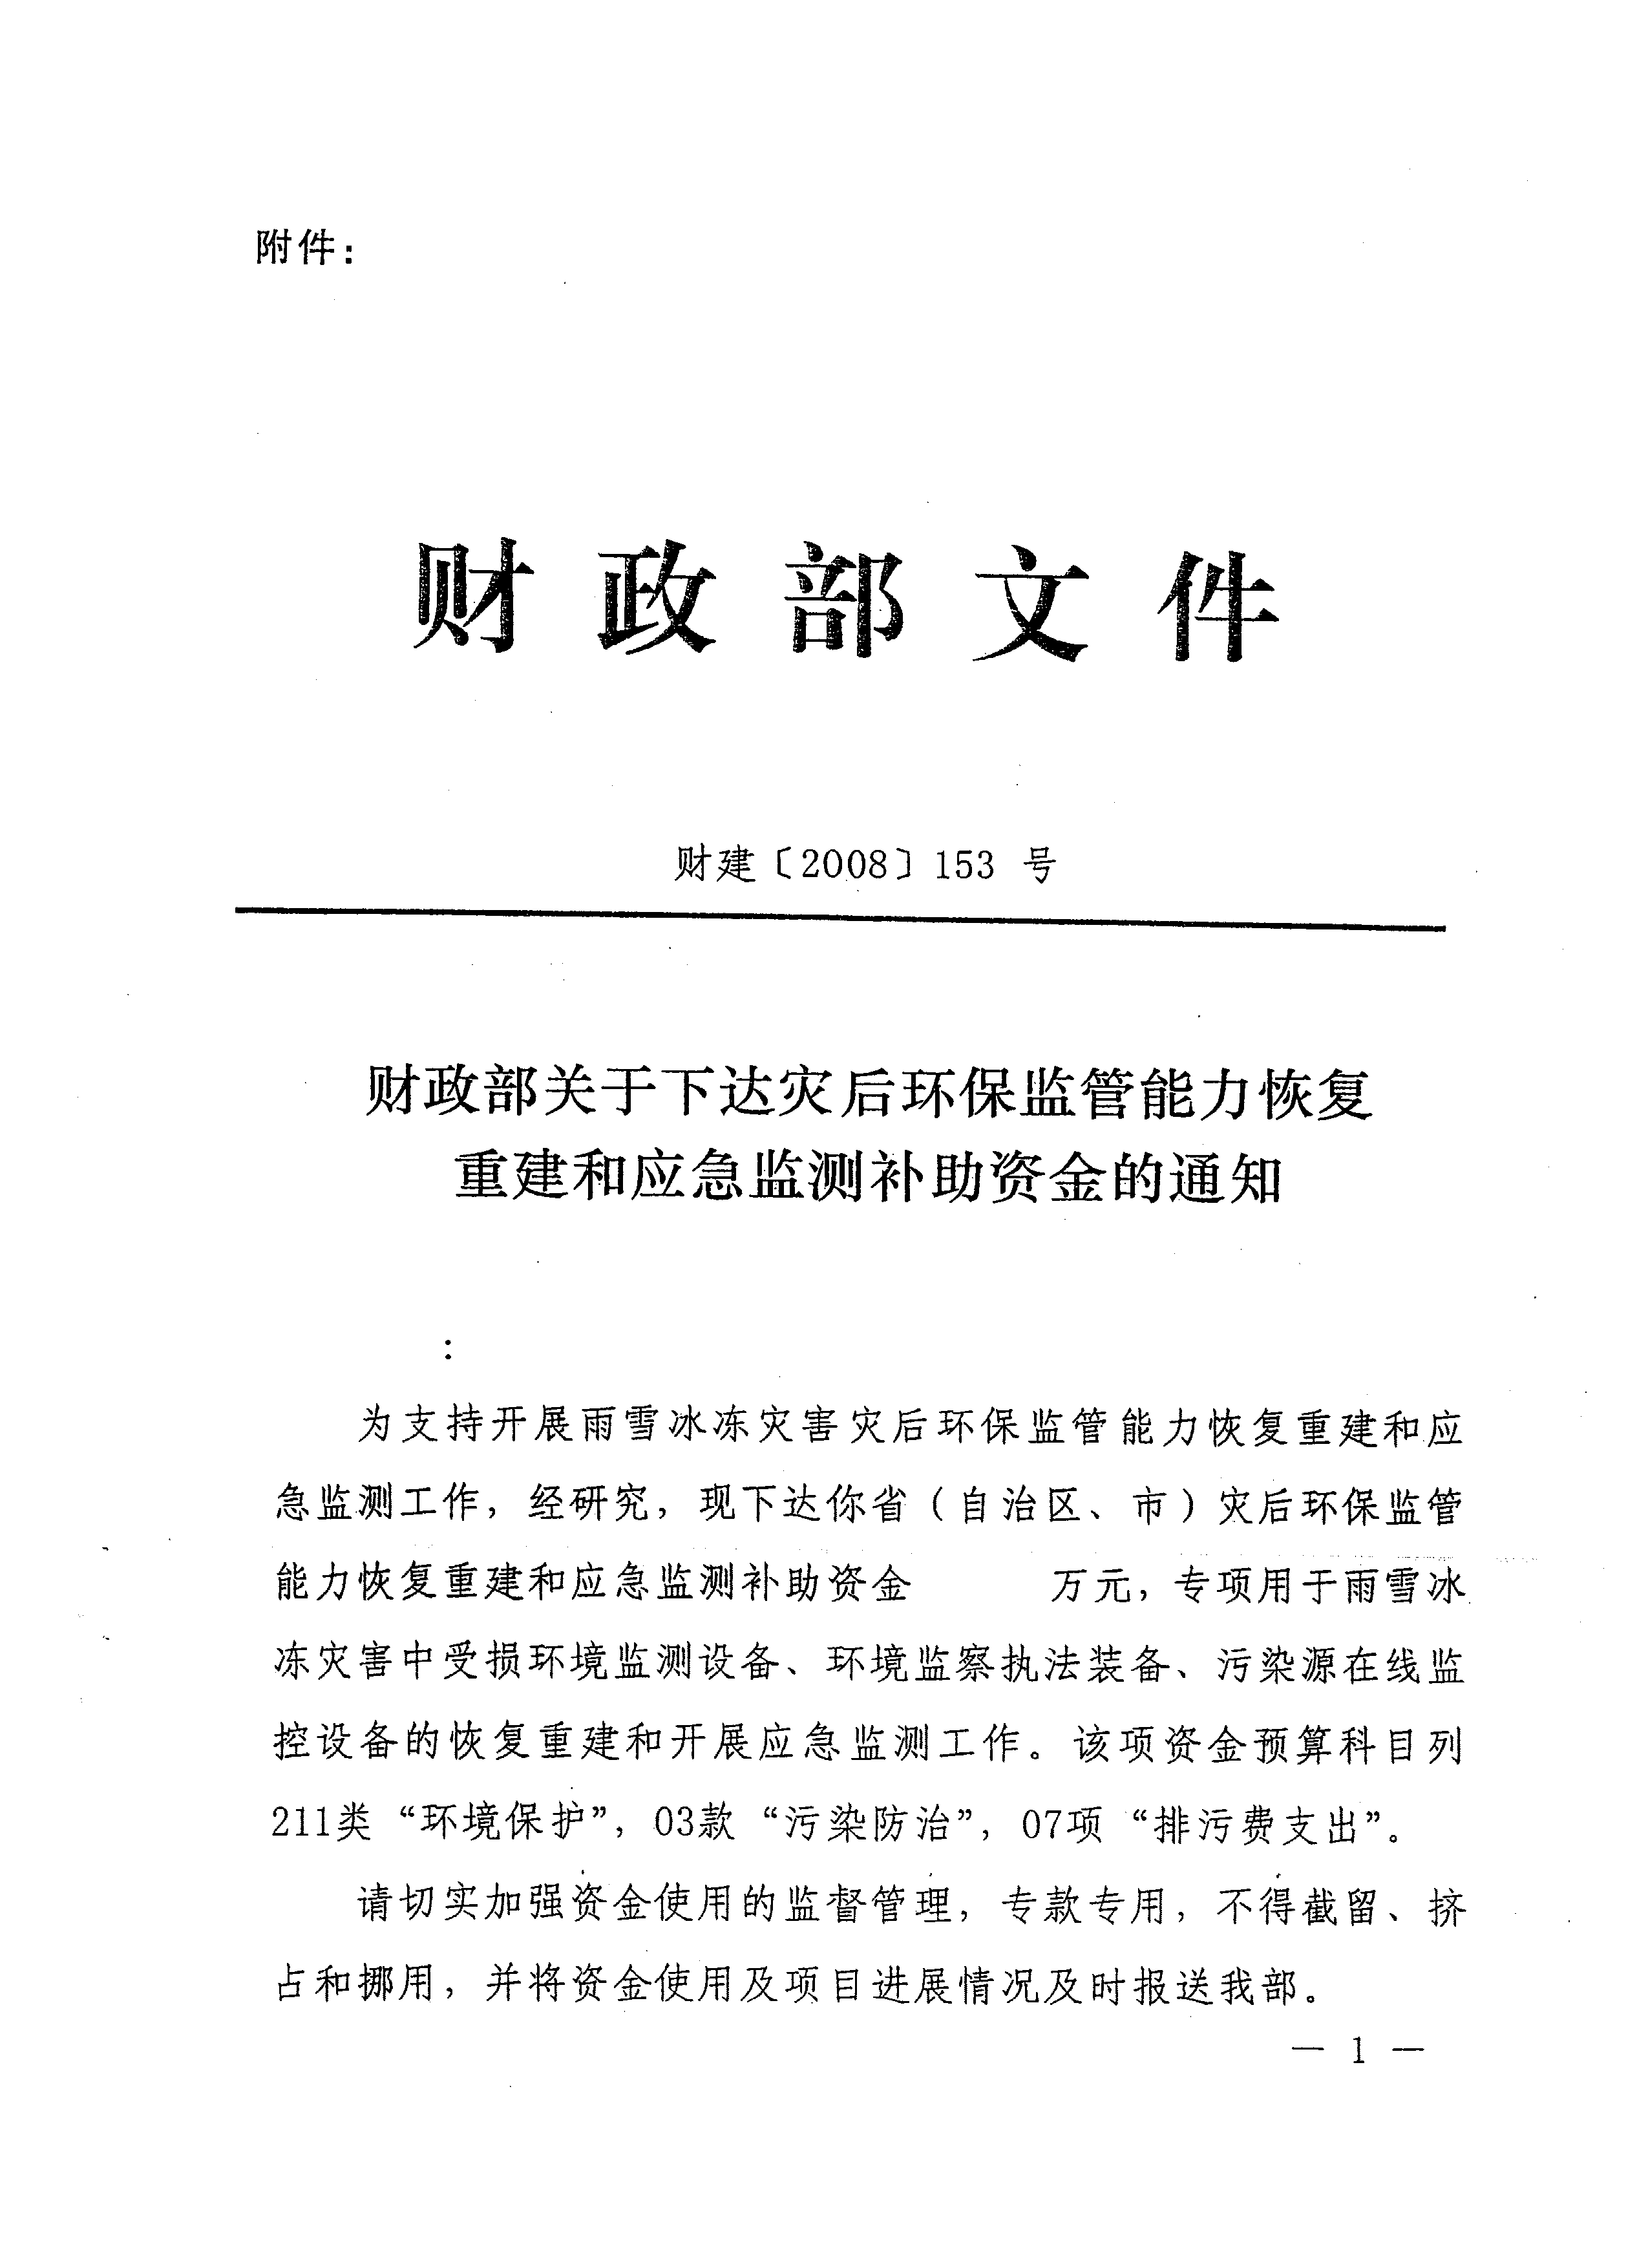 附件：
财政部文件
财建〔2008〕153 号
财政部关于下达灾后环保监管能力恢复
重建和应急监测补助资金的通知
：
为支持开展雨雪冰冻灾害灾后环保监管能力恢复重建和应
急监测工作，经研究，现下达你省（自治区、市）灾后环保监管
能力恢复重建和应急监测补助资金　　　万元，专项用于雨雪冰
冻灾害中受损环境监测设备、环境监察执法装备、污染源在线监
控设备的恢复重建和开展应急监测工作。该项资金预算科目列
211类“环境保护”，03款“污染防治”，07项“排污费支出”。
请切实加强资金使用的监督管理，专款专用，不得截留、挤
占和挪用，并将资金使用及项目进展情况及时报送我部。
— 1 —